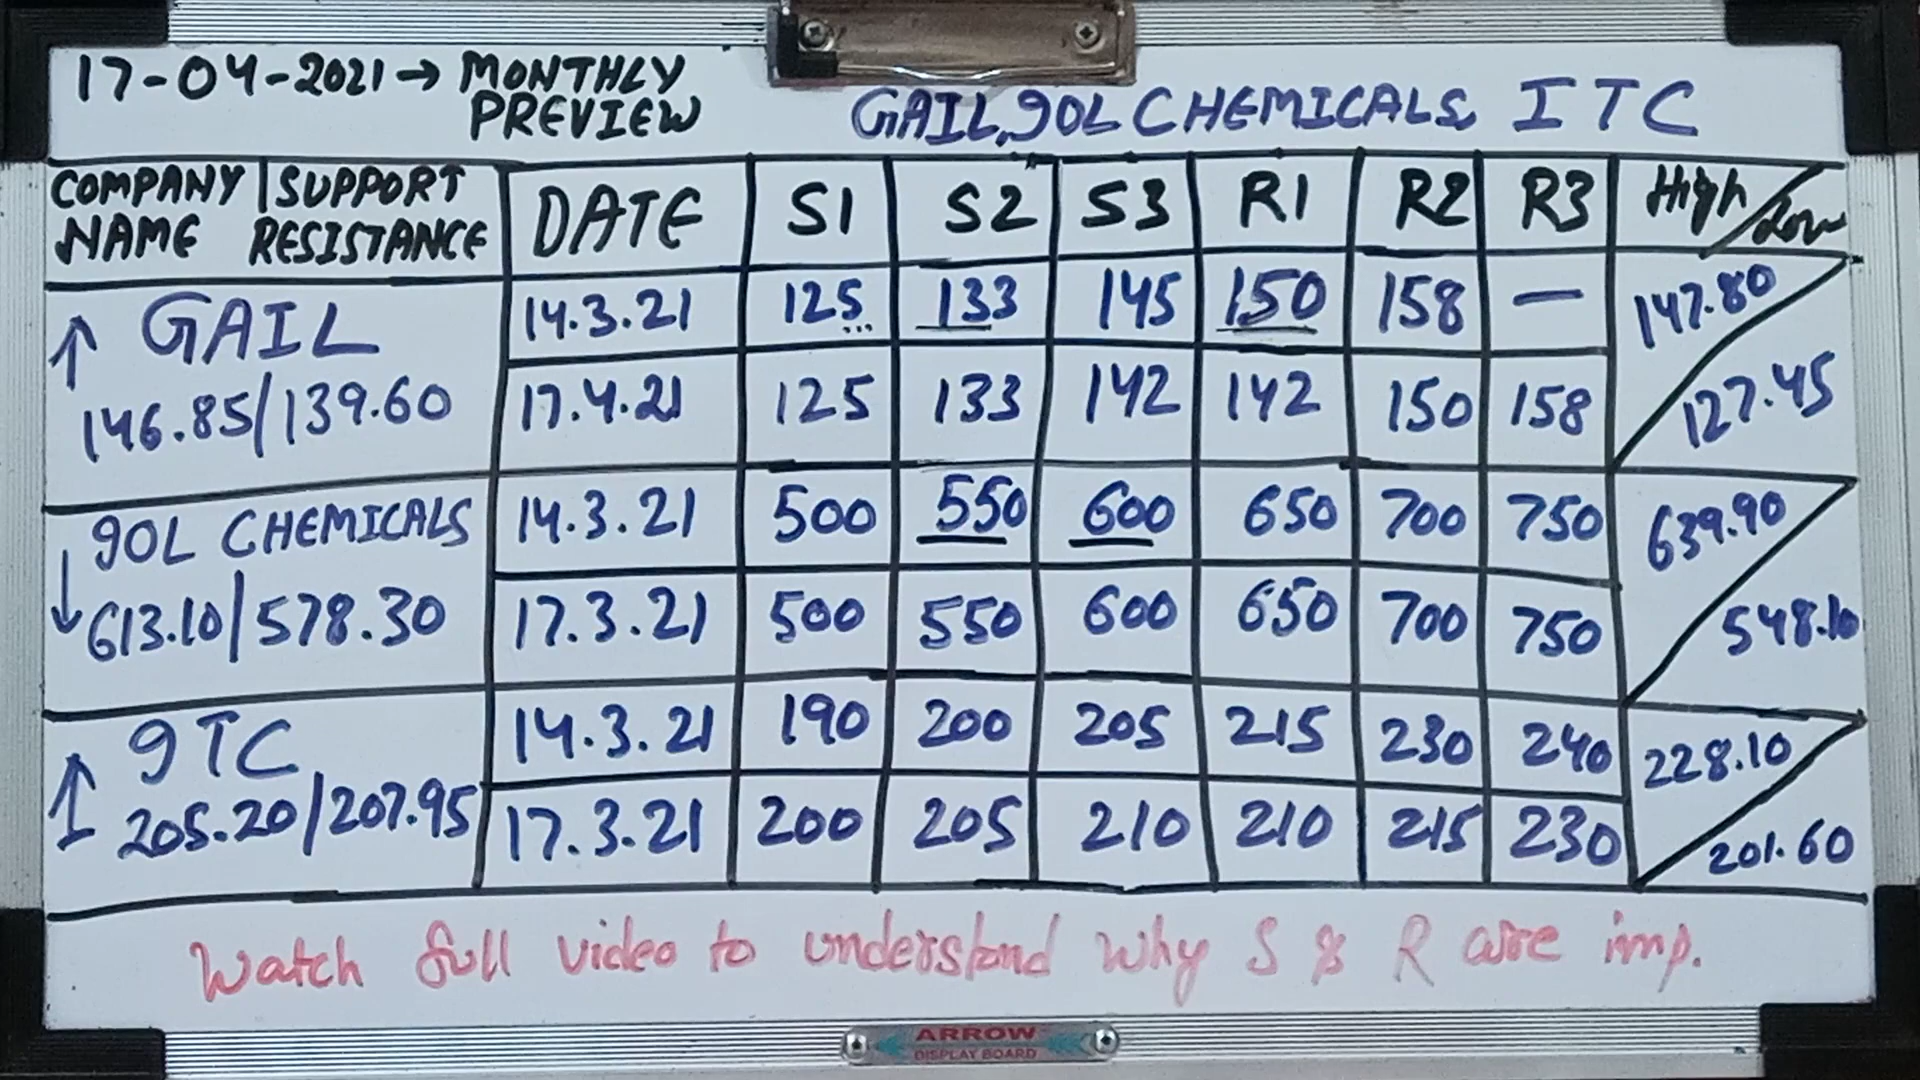 17-04-2021→ MONTHLY
PREVIEW
GAIL, IOL CHEMICALS, ITC
COMPANY | SUPPORT
NAME RESISTANCE
DATE S1 S2 S3 R1 R2 R3 High/Low
↑ GAIL
146.85/139.60
14.3.21 125 133 145 150 158 —
17.4.21 125 133 142 142 150 158
147.80
127.45
↓ IOL CHEMICALS
613.10/578.30
14.3.21 500 550 600 650 700 750
17.3.21 500 550 600 650 700 750
639.90
548.10
↑ ITC
205.20/207.95
14.3.21 190 200 205 215 230 240
17.3.21 200 205 210 210 215 230
228.10
201.60
Watch full video to understand why S & R are imp.
ARROW
DISPLAY BOARD